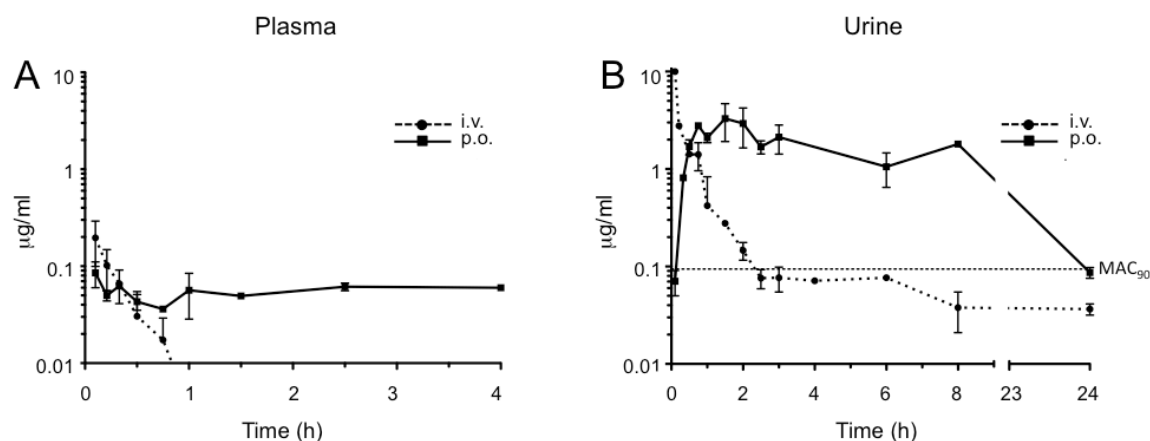 Plasma
A
10
1
0.1
0.01
µg/ml
0
1
2
3
4
Time (h)
i.v.
p.o.
Urine
B
10
1
0.1
0.01
µg/ml
0
2
4
6
8
23
24
Time (h)
i.v.
p.o.
MAC90